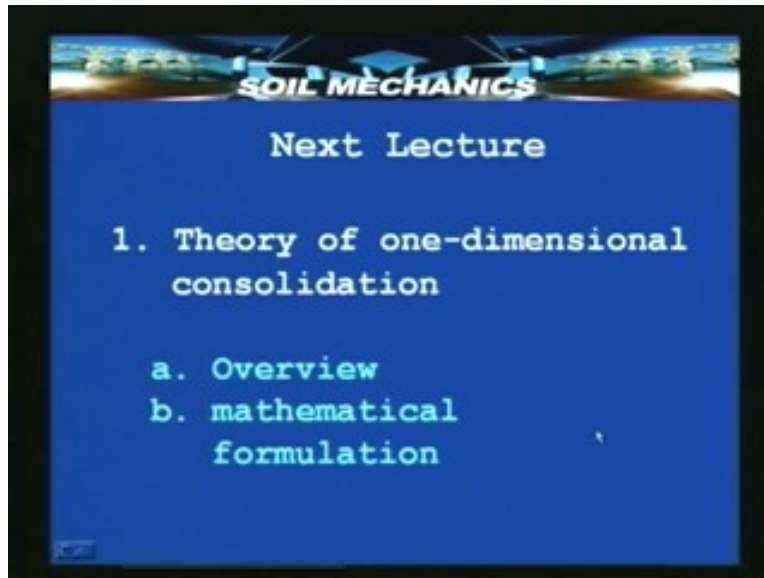 SOIL MECHANICS
Next Lecture
1. Theory of one-dimensional
consolidation
a. Overview
b. mathematical
formulation